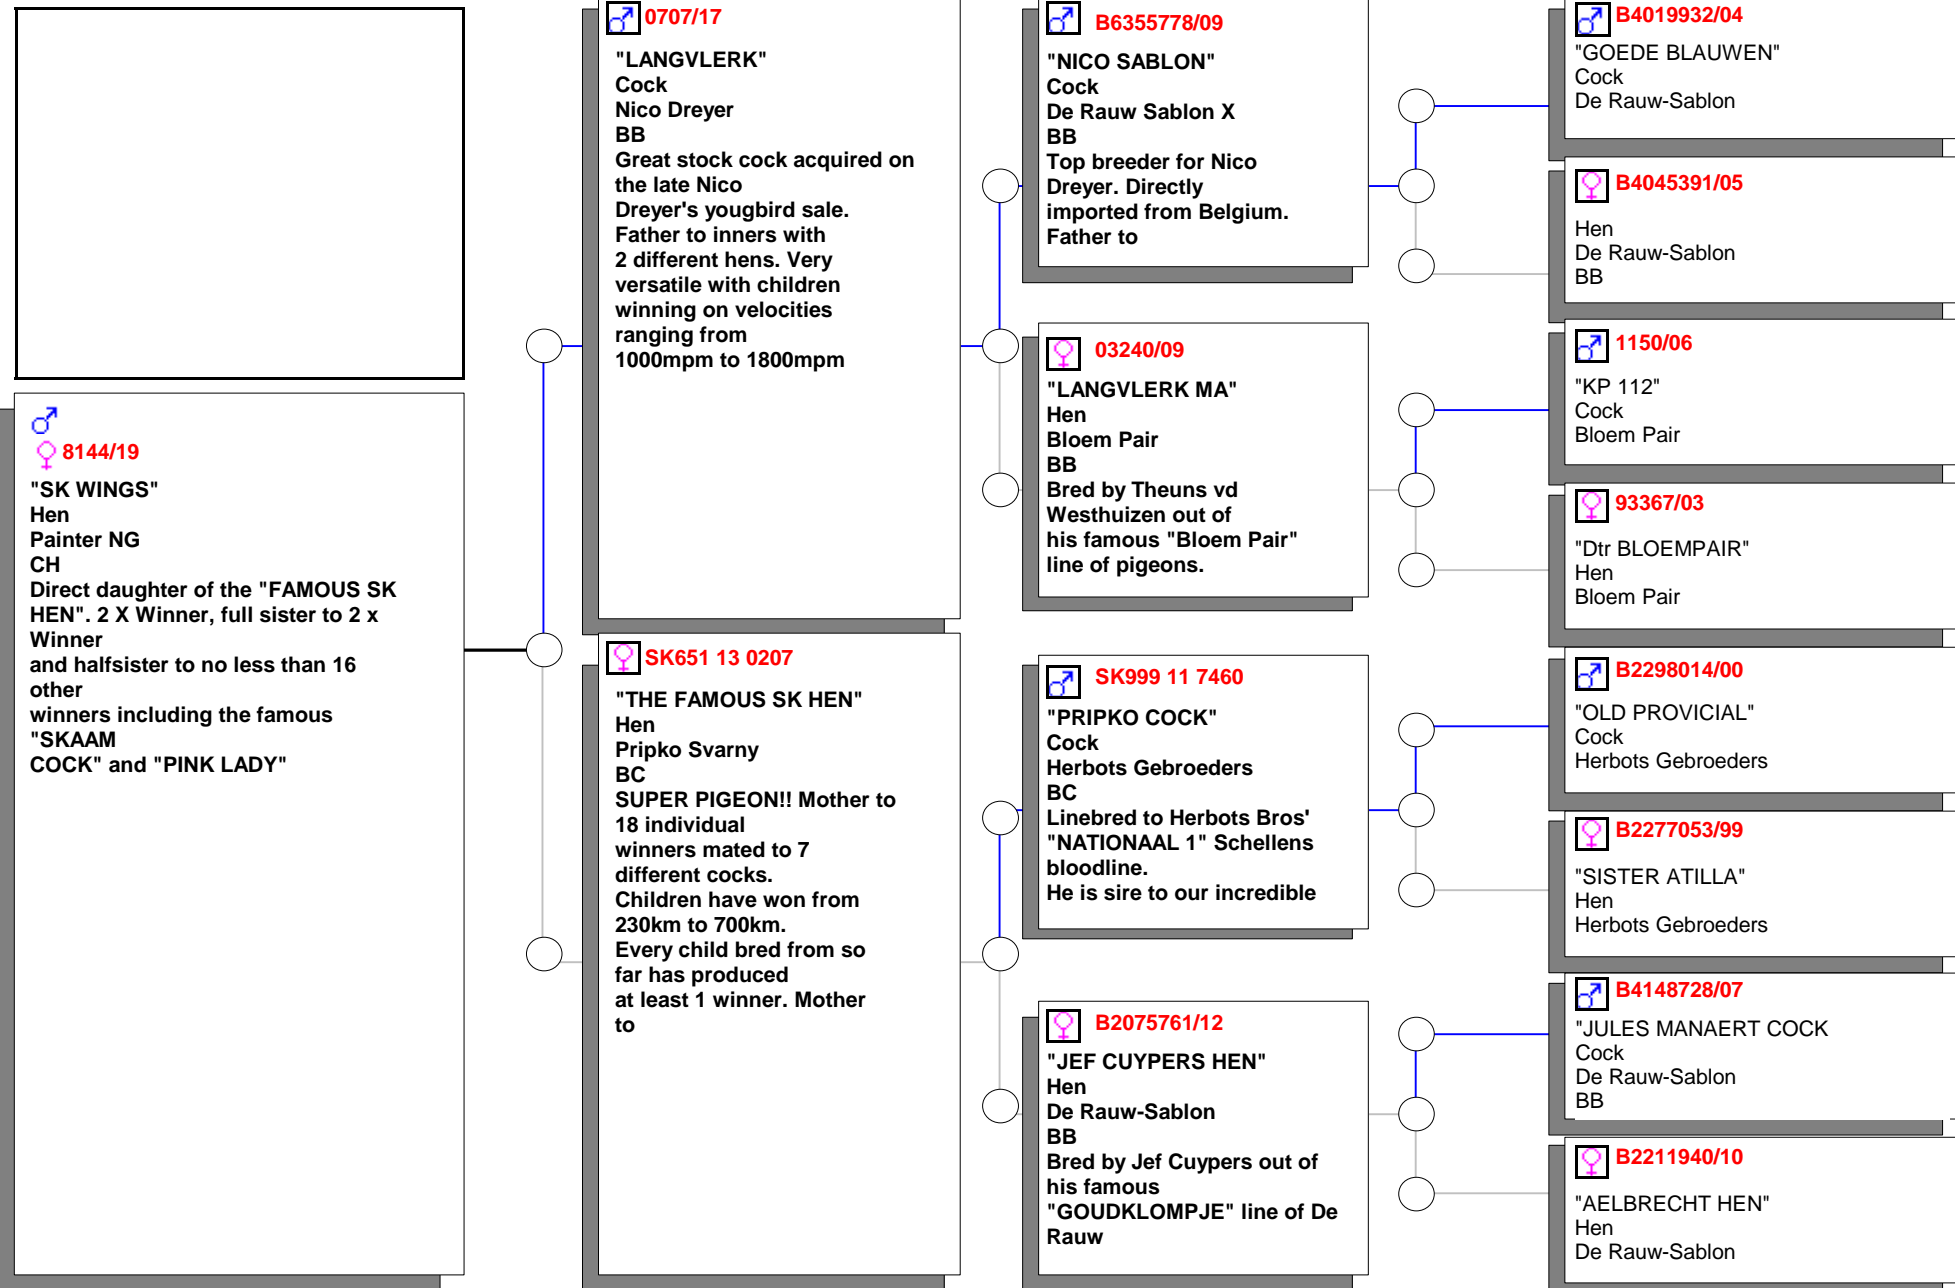 8144/19
"SK WINGS"
Hen
Painter NG
CH
Direct daughter of the "FAMOUS SK
HEN". 2 X Winner, full sister to 2 x
Winner
and halfsister to no less than 16
other
winners including the famous
"SKAAM
COCK" and "PINK LADY"
0707/17
"LANGVLERK"
Cock
Nico Dreyer
BB
Great stock cock acquired on
the late Nico
Dreyer's yougbird sale.
Father to inners with
2 different hens. Very
versatile with children
winning on velocities
ranging from
1000mpm to 1800mpm
SK651 13 0207
"THE FAMOUS SK HEN"
Hen
Pripko Svarny
BC
SUPER PIGEON!! Mother to
18 individual
winners mated to 7
different cocks.
Children have won from
230km to 700km.
Every child bred from so
far has produced
at least 1 winner. Mother
to
B6355778/09
"NICO SABLON"
Cock
De Rauw Sablon X
BB
Top breeder for Nico
Dreyer. Directly
imported from Belgium.
Father to
03240/09
"LANGVLERK MA"
Hen
Bloem Pair
BB
Bred by Theuns vd
Westhuizen out of
his famous "Bloem Pair"
line of pigeons.
SK999 11 7460
"PRIPKO COCK"
Cock
Herbots Gebroeders
BC
Linebred to Herbots Bros'
"NATIONAAL 1" Schellens
bloodline.
He is sire to our incredible
B2075761/12
"JEF CUYPERS HEN"
Hen
De Rauw-Sablon
BB
Bred by Jef Cuypers out of
his famous
"GOUDKLOMPJE" line of De
Rauw
B4019932/04
"GOEDE BLAUWEN"
Cock
De Rauw-Sablon
B4045391/05
Hen
De Rauw-Sablon
BB
1150/06
"KP 112"
Cock
Bloem Pair
93367/03
"Dtr BLOEMPAIR"
Hen
Bloem Pair
B2298014/00
"OLD PROVICIAL"
Cock
Herbots Gebroeders
B2277053/99
"SISTER ATILLA"
Hen
Herbots Gebroeders
B4148728/07
"JULES MANAERT COCK
Cock
De Rauw-Sablon
BB
B2211940/10
"AELBRECHT HEN"
Hen
De Rauw-Sablon